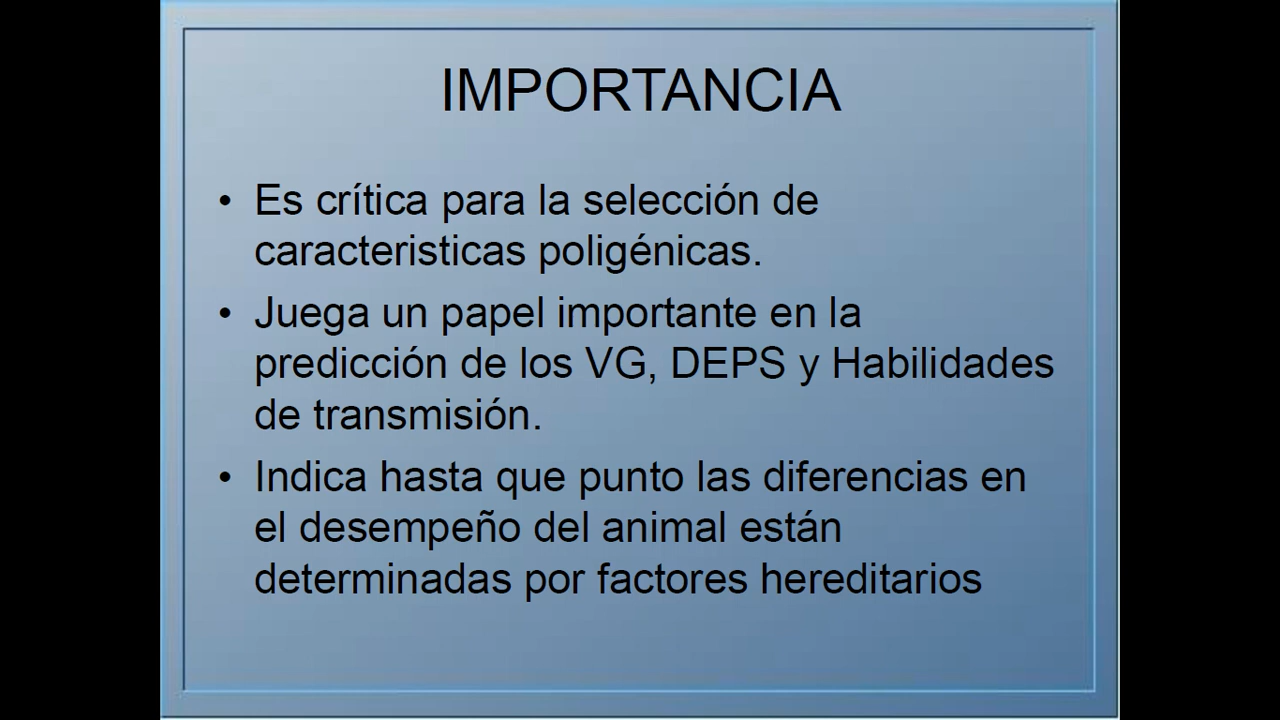 IMPORTANCIA
• Es crítica para la selección de
caracteristicas poligénicas.
• Juega un papel importante en la
predicción de los VG, DEPS y Habilidades
de transmisión.
• Indica hasta que punto las diferencias en
el desempeño del animal están
determinadas por factores hereditarios